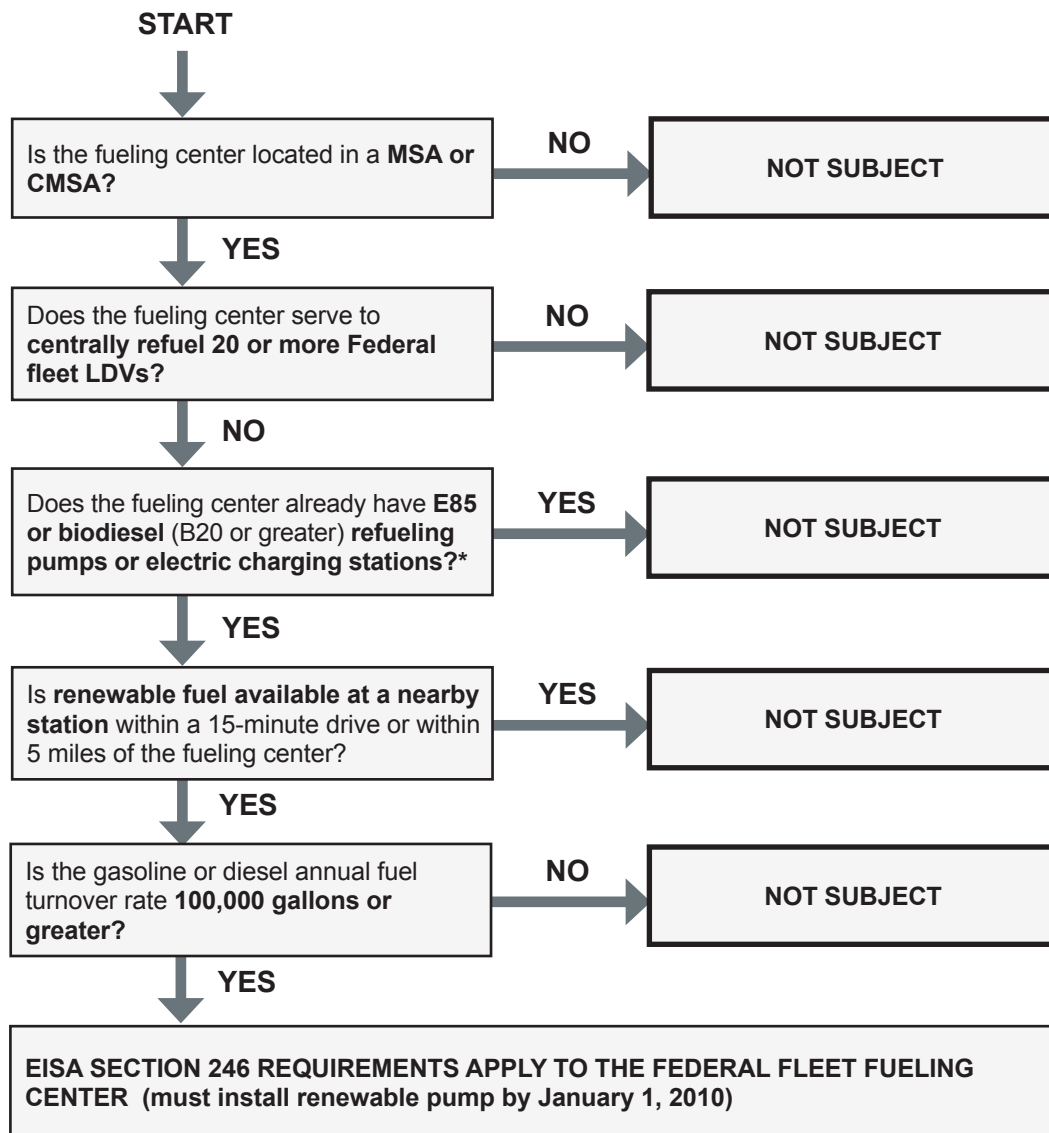 START
Is the fueling center located in a MSA or
CMSA?
NO
NOT SUBJECT
YES
Does the fueling center serve to
centrally refuel 20 or more Federal
fleet LDVs?
NO
NOT SUBJECT
NO
Does the fueling center already have E85
or biodiesel (B20 or greater) refueling
pumps or electric charging stations?*
YES
NOT SUBJECT
YES
Is renewable fuel available at a nearby
station within a 15-minute drive or within
5 miles of the fueling center?
YES
NOT SUBJECT
YES
Is the gasoline or diesel annual fuel
turnover rate 100,000 gallons or
greater?
NO
NOT SUBJECT
YES
EISA SECTION 246 REQUIREMENTS APPLY TO THE FEDERAL FLEET FUELING
CENTER (must install renewable pump by January 1, 2010)